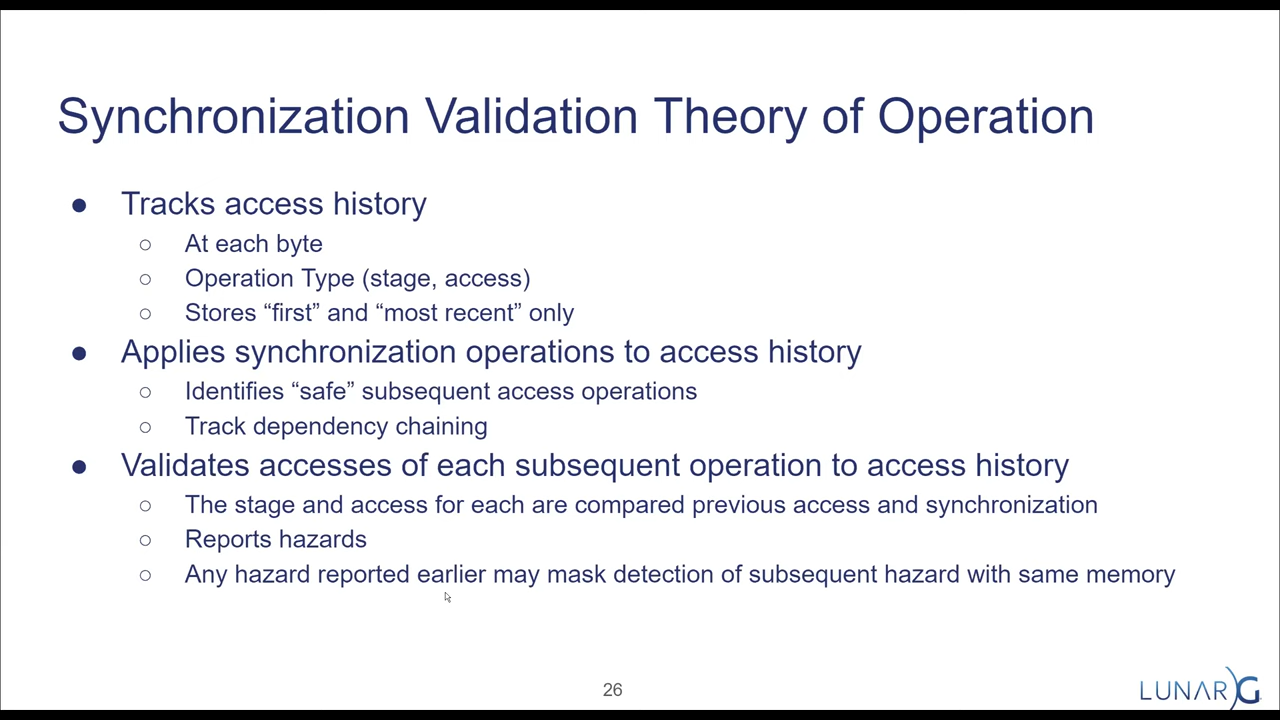 Synchronization Validation Theory of Operation
● Tracks access history
○ At each byte
○ Operation Type (stage, access)
○ Stores “first” and “most recent” only
● Applies synchronization operations to access history
○ Identifies “safe” subsequent access operations
○ Track dependency chaining
● Validates accesses of each subsequent operation to access history
○ The stage and access for each are compared previous access and synchronization
○ Reports hazards
○ Any hazard reported earlier may mask detection of subsequent hazard with same memory
26
LUNAR G